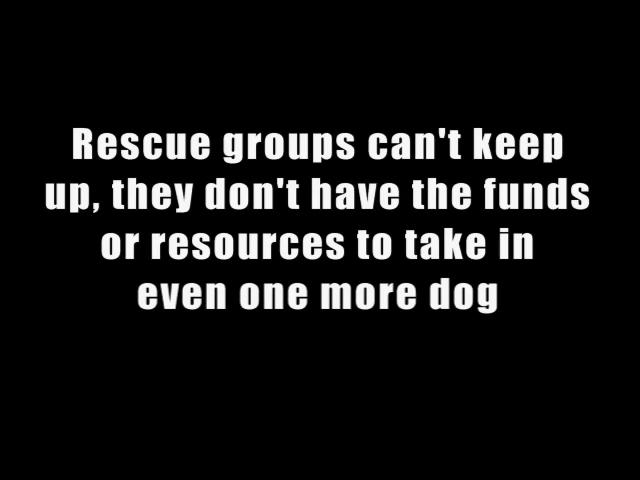 Rescue groups can't keep
up, they don't have the funds
or resources to take in
even one more dog